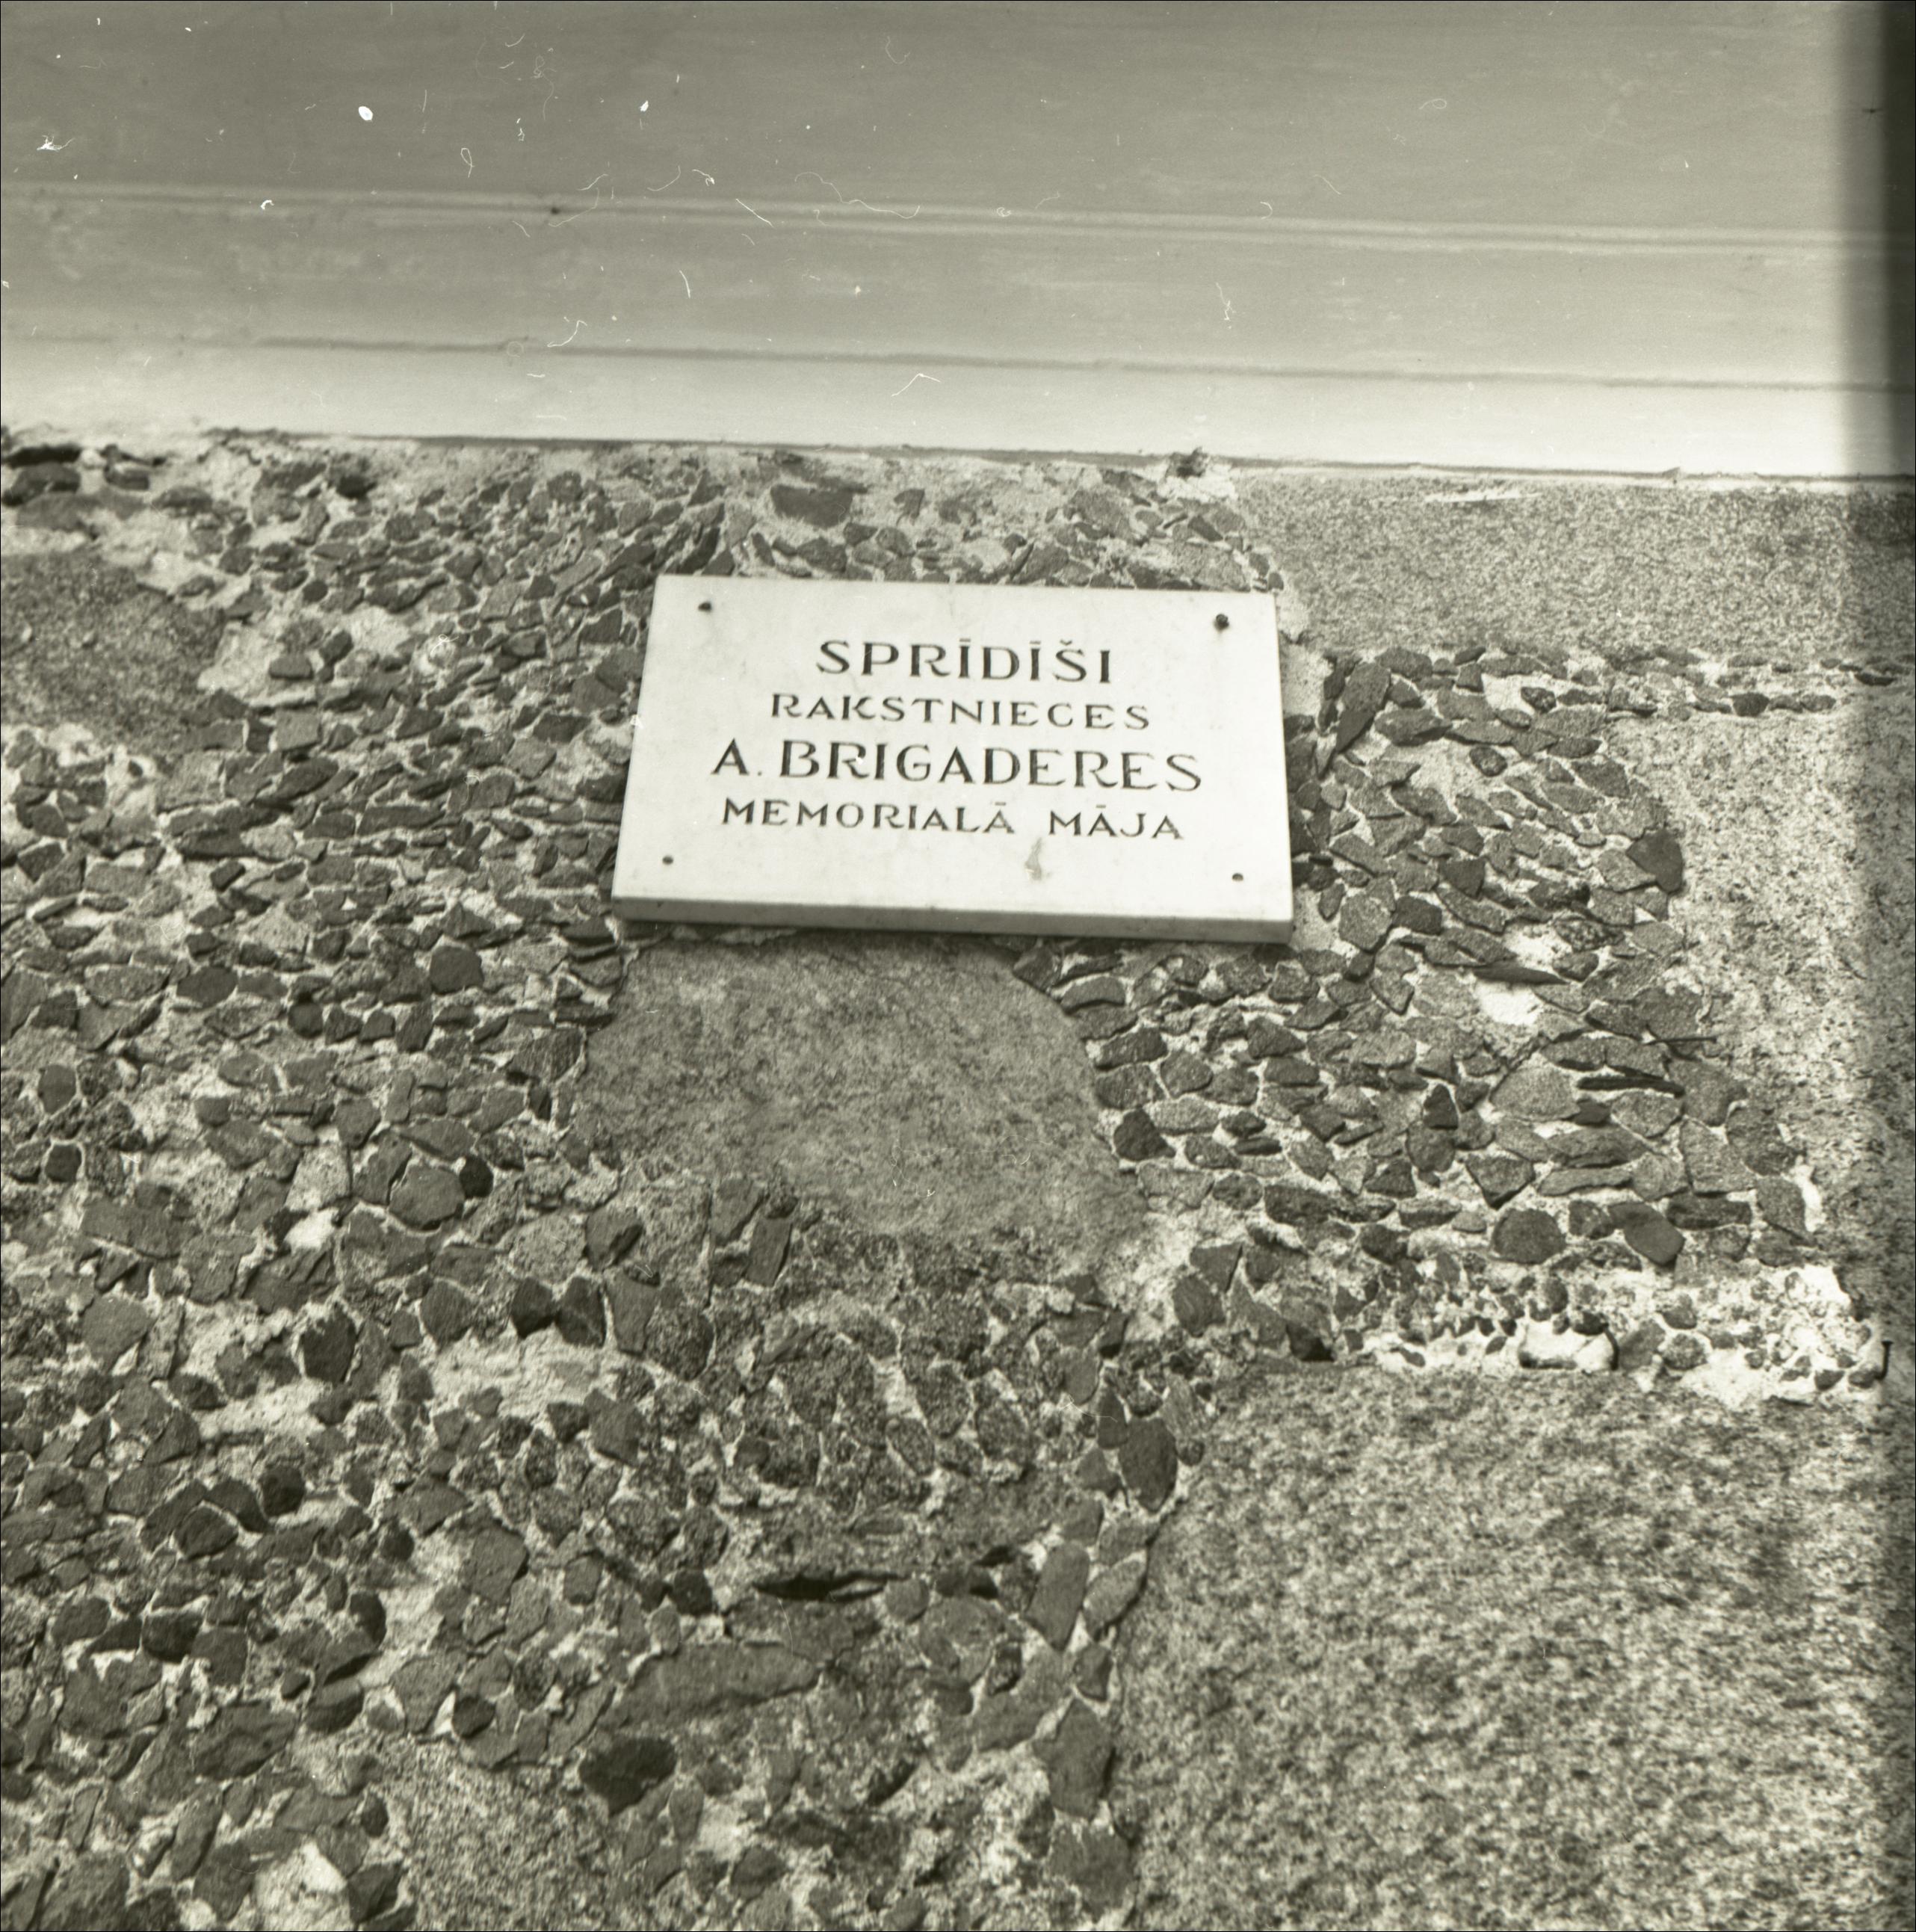 SPRĪDĪŠI
RAKSTNIECES
A. BRIGADERES
MEMORIALĀ MĀJA